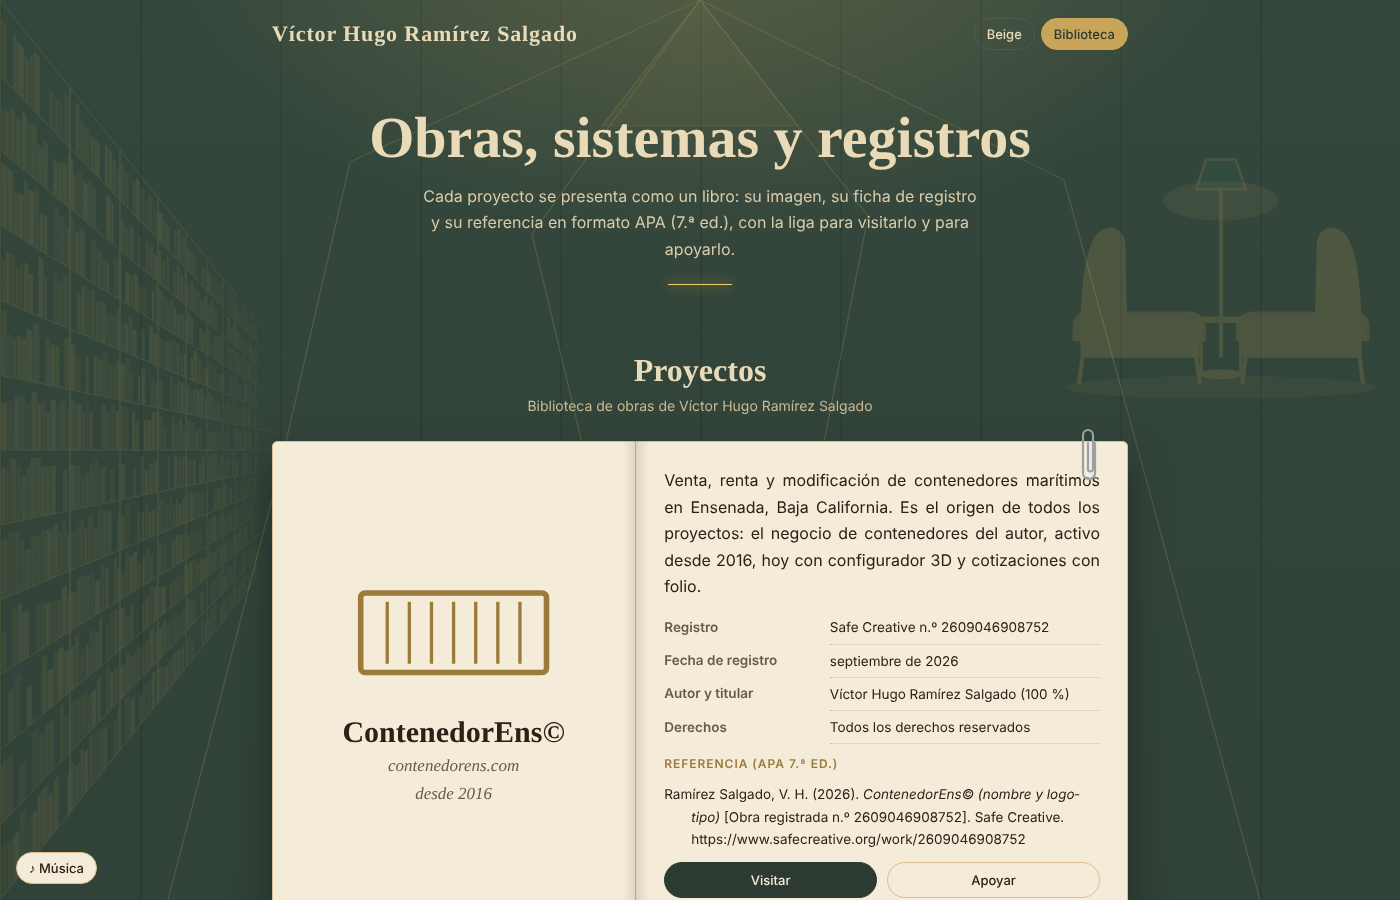 Víctor Hugo Ramírez Salgado
Beige
Biblioteca
Obras, sistemas y registros
Cada proyecto se presenta como un libro: su imagen, su ficha de registro
y su referencia en formato APA (7.ª ed.), con la liga para visitarlo y para
apoyarlo.
Proyectos
Biblioteca de obras de Víctor Hugo Ramírez Salgado
ContenedorEns©
contenedorens.com
desde 2016
Venta, renta y modificación de contenedores marítimos
en Ensenada, Baja California. Es el origen de todos los
proyectos: el negocio de contenedores del autor, activo
desde 2016, hoy con configurador 3D y cotizaciones con
folio.
Registro Safe Creative n.º 2609046908752
Fecha de registro septiembre de 2026
Autor y titular Víctor Hugo Ramírez Salgado (100 %)
Derechos Todos los derechos reservados
REFERENCIA (APA 7.ª ED.)
Ramírez Salgado, V. H. (2026). ContenedorEns© (nombre y logo-
tipo) [Obra registrada n.º 2609046908752]. Safe Creative.
https://www.safecreative.org/work/2609046908752
Visitar
Apoyar
♪ Música